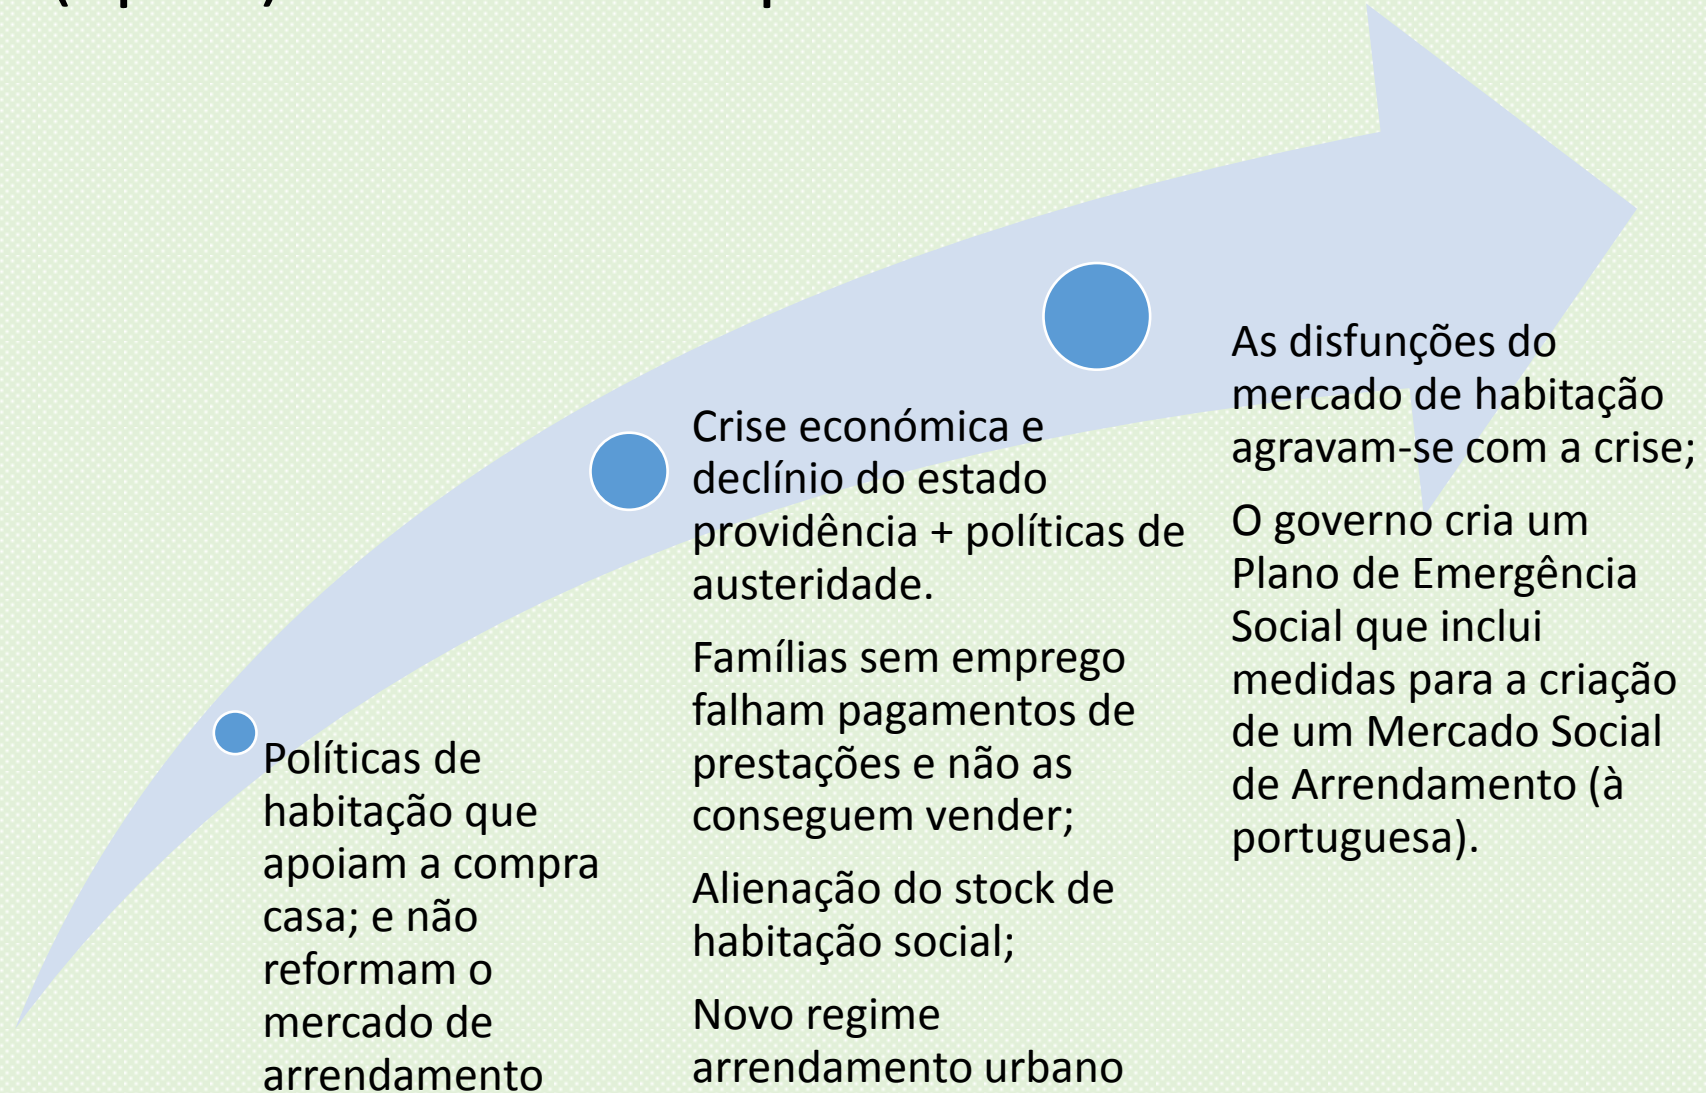 Políticas de
habitação que
apoiam a compra
casa; e não
reformam o
mercado de
arrendamento
Crise económica e
declínio do estado
providência + políticas de
austeridade.
Famílias sem emprego
falham pagamentos de
prestações e não as
conseguem vender;
Alienação do stock de
habitação social;
Novo regime
arrendamento urbano
As disfunções do
mercado de habitação
agravam-se com a crise;
O governo cria um
Plano de Emergência
Social que inclui
medidas para a criação
de um Mercado Social
de Arrendamento (à
portuguesa).